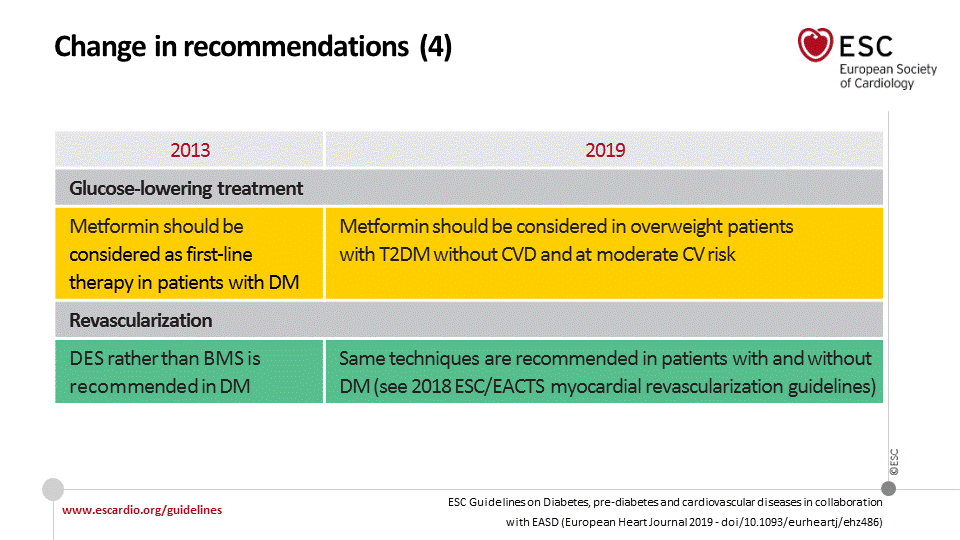 Change in recommendations (4)
ESC
European Society
of Cardiology
2013
2019
Glucose-lowering treatment
Metformin should be
considered as first-line
therapy in patients with DM
Metformin should be considered in overweight patients
with T2DM without CVD and at moderate CV risk
Revascularization
DES rather than BMS is
recommended in DM
Same techniques are recommended in patients with and without
DM (see 2018 ESC/EACTS myocardial revascularization guidelines)
©ESC
www.escardio.org/guidelines
ESC Guidelines on Diabetes, pre-diabetes and cardiovascular diseases in collaboration
with EASD (European Heart Journal 2019 - doi/10.1093/eurheartj/ehz486)